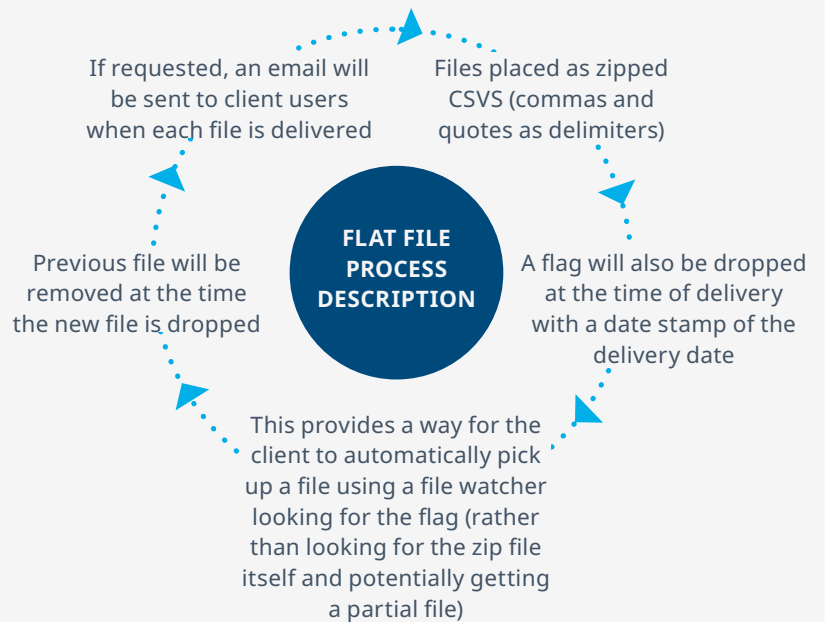 FLAT FILE
PROCESS
DESCRIPTION
Files placed as zipped
CSVS (commas and
quotes as delimiters)
A flag will also be dropped
at the time of delivery
with a date stamp of the
delivery date
This provides a way for the
client to automatically pick
up a file using a file watcher
looking for the flag (rather
than looking for the zip file
itself and potentially getting
a partial file)
Previous file will be
removed at the time
the new file is dropped
If requested, an email will
be sent to client users
when each file is delivered